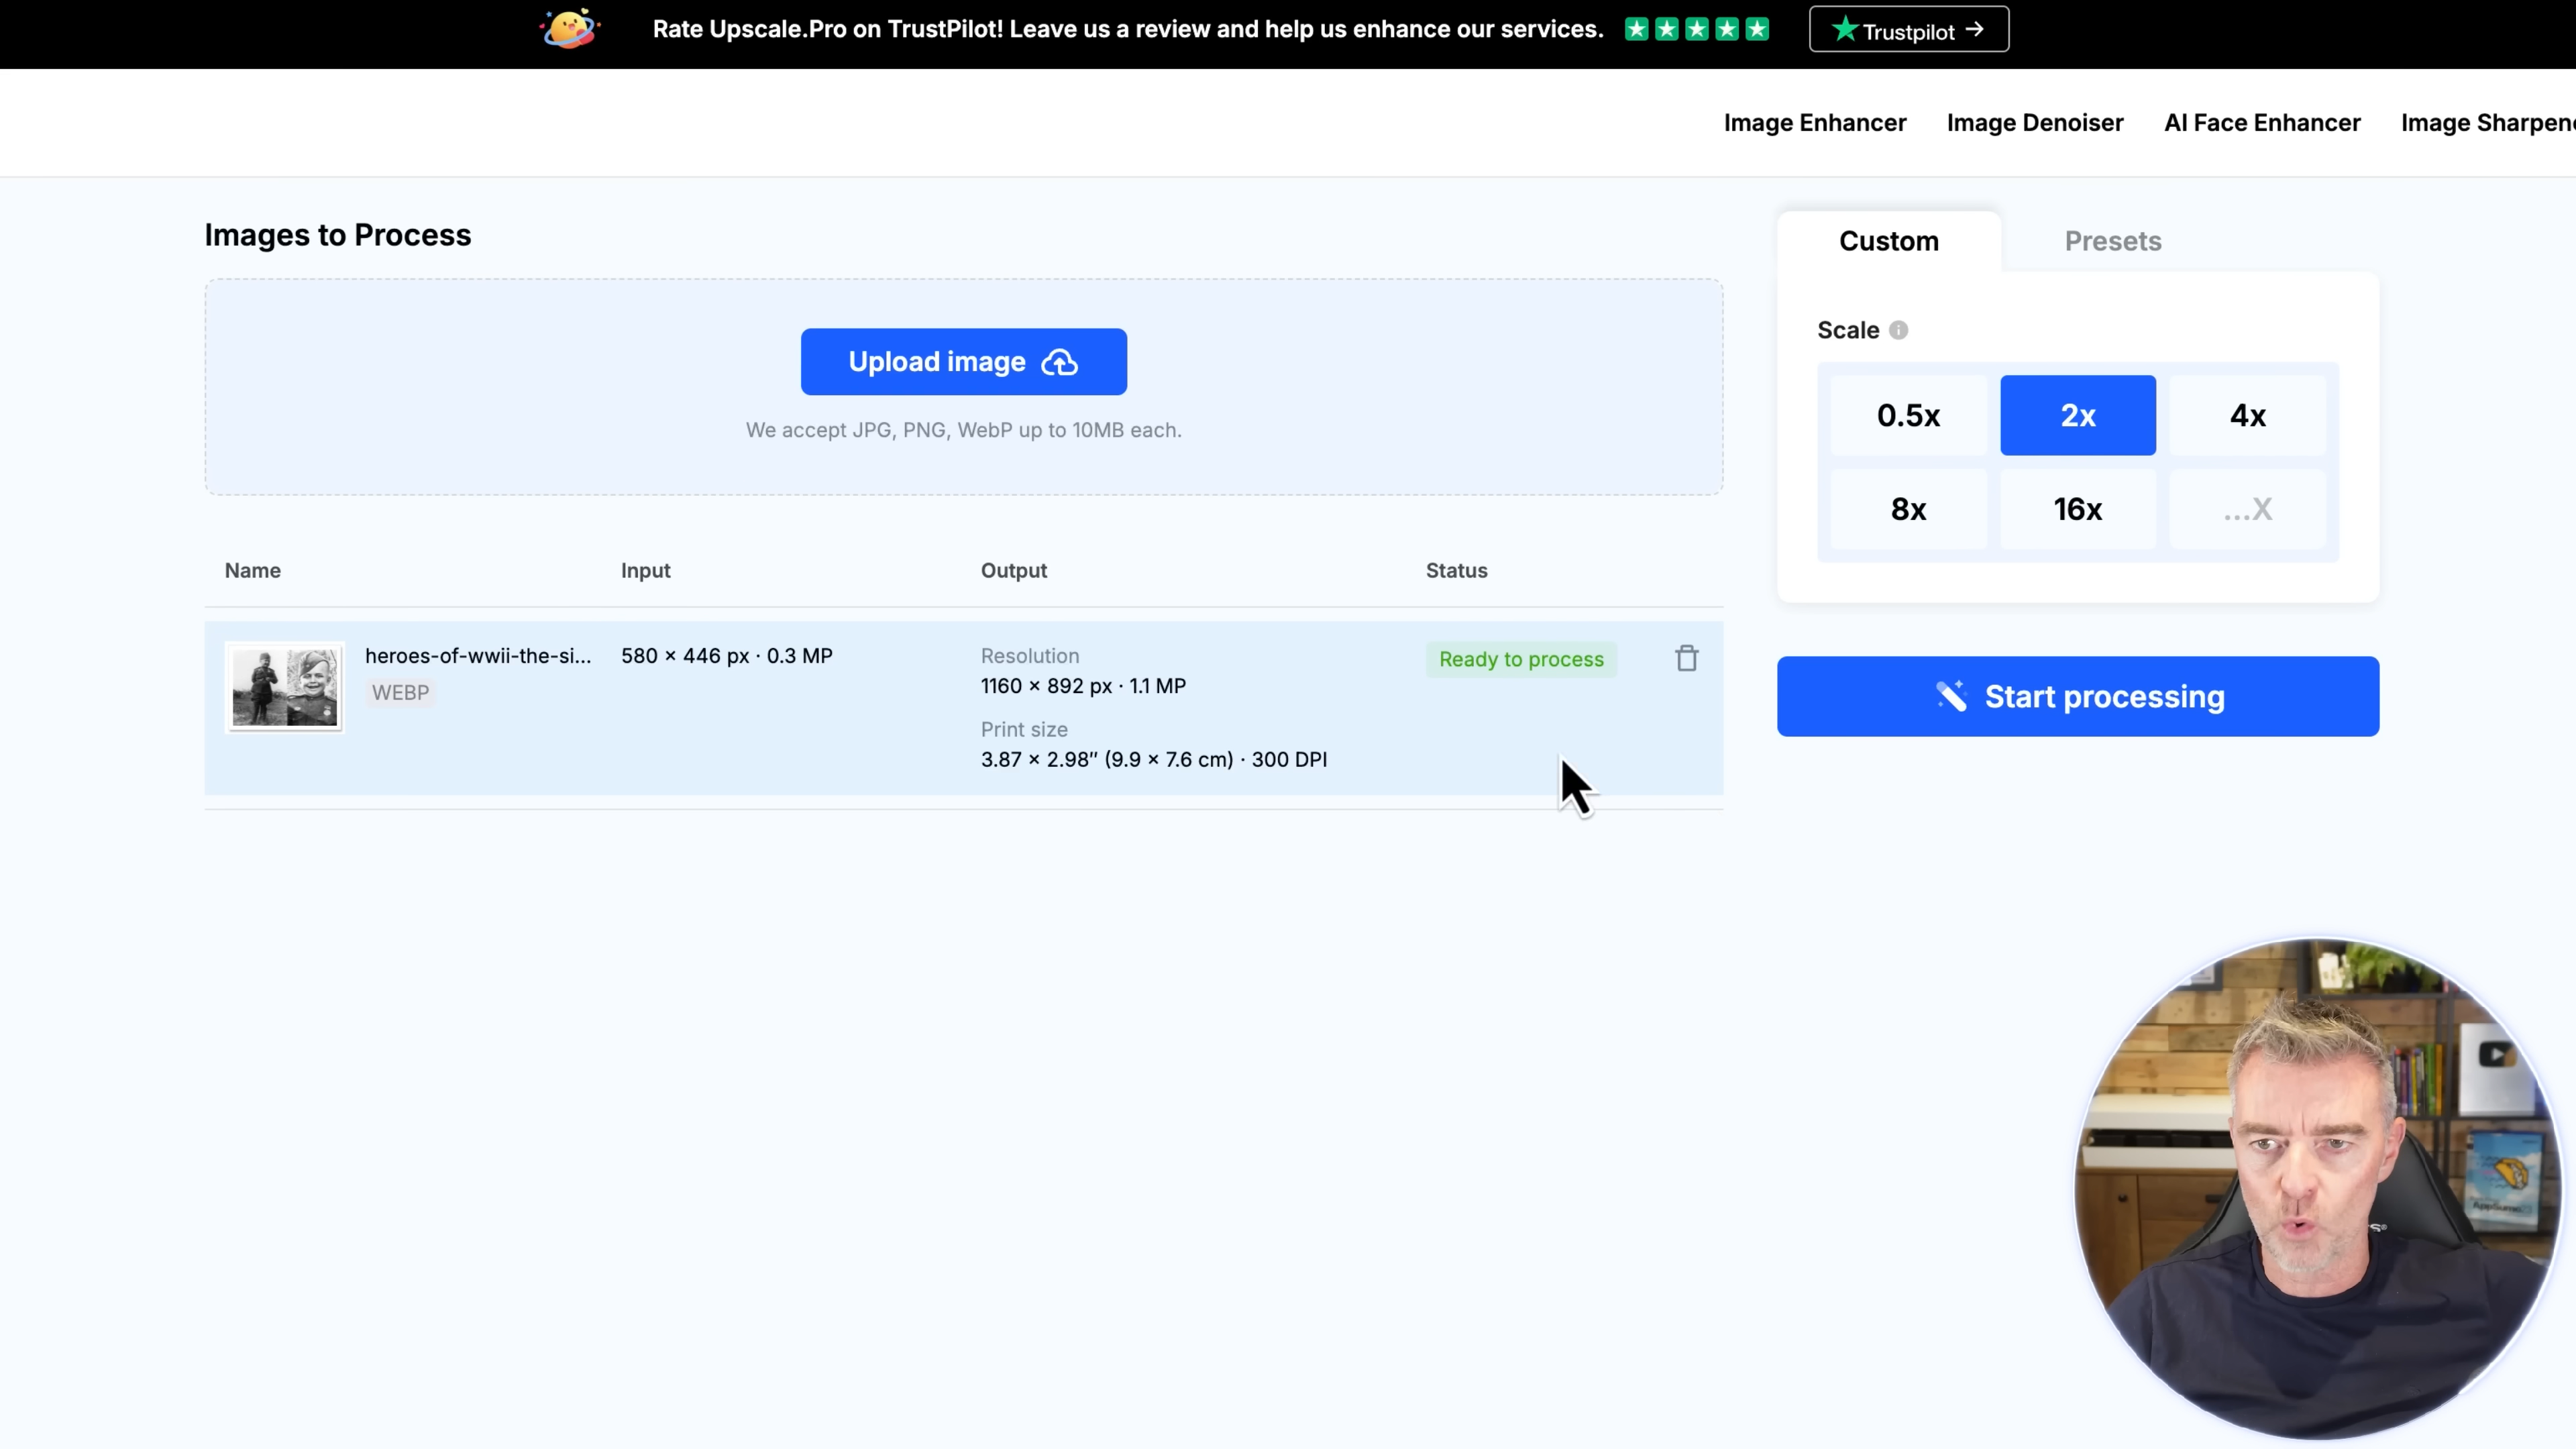 Rate Upscale.Pro on TrustPilot! Leave us a review and help us enhance our services.
Trustpilot →
Image Enhancer
Image Denoiser
AI Face Enhancer
Image Sharpene
Images to Process
Custom
Presets
Upload image
We accept JPG, PNG, WebP up to 10MB each.
Scale
0.5x
2x
4x
8x
16x
...X
Name
Input
Output
Status
heroes-of-wwii-the-si...
WEBP
580 × 446 px · 0.3 MP
Resolution
1160 × 892 px · 1.1 MP
Print size
3.87 × 2.98″ (9.9 × 7.6 cm) · 300 DPI
Ready to process
Start processing